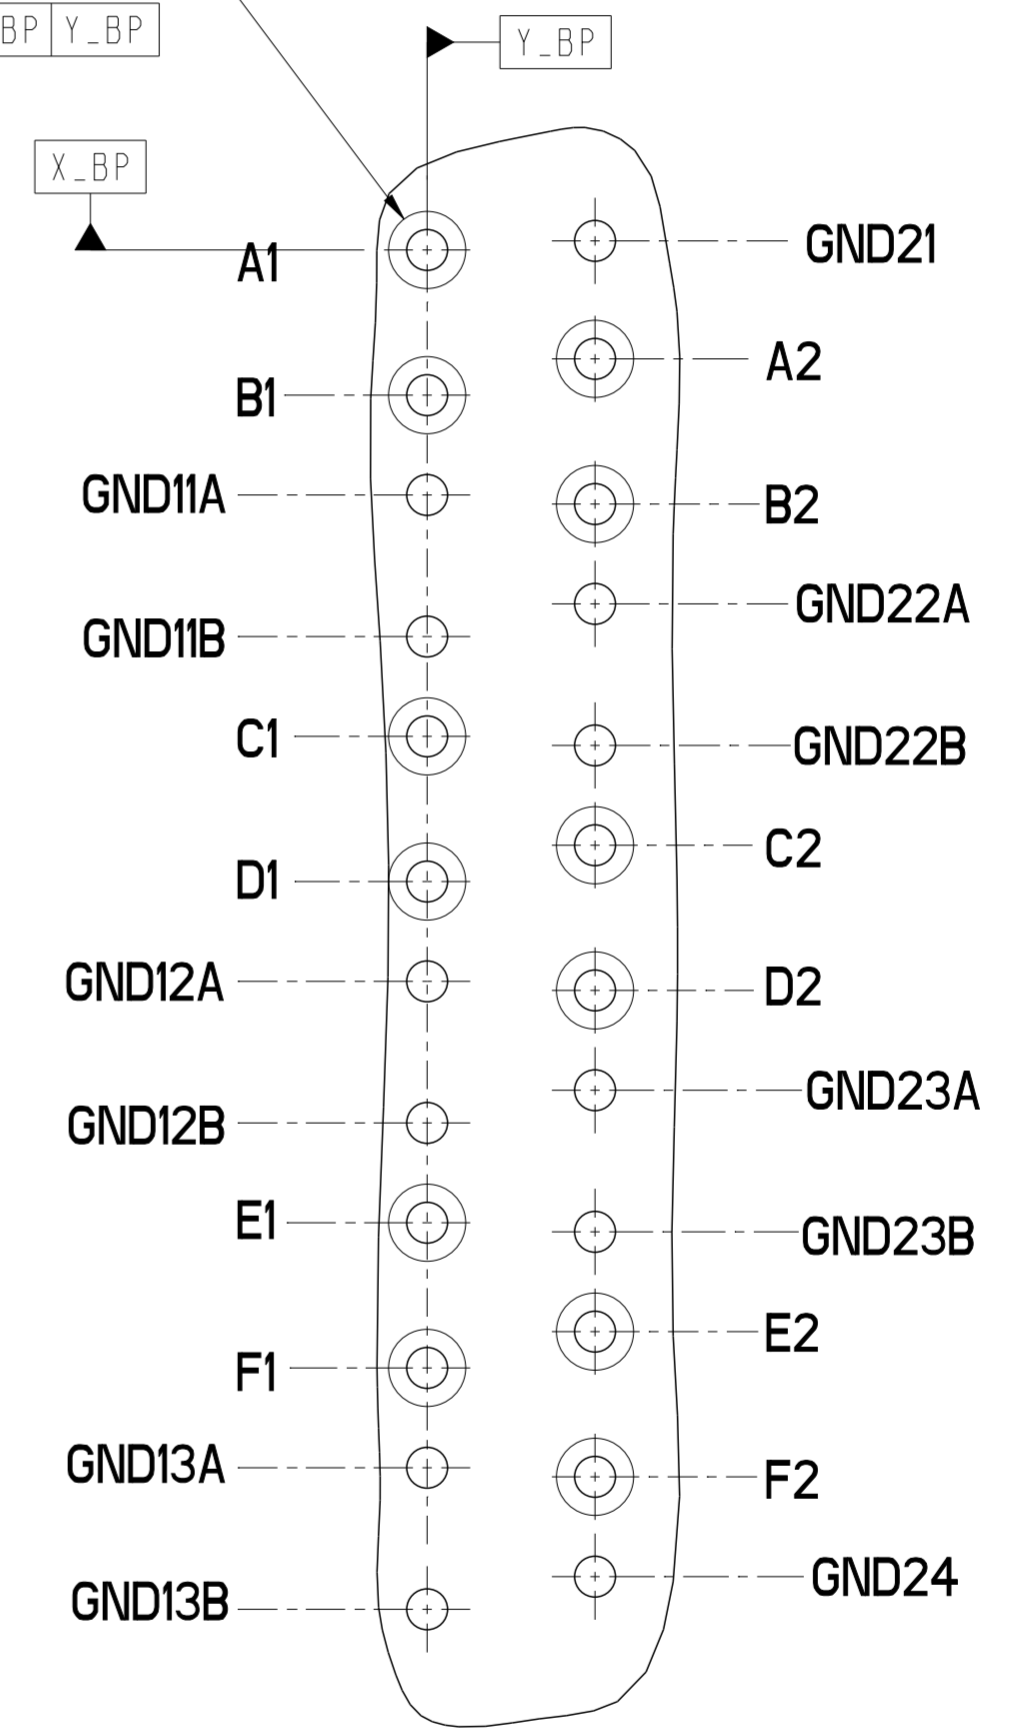 BP Y_BP
Y_BP
X_BP
A1
GND21
A2
B1
GND11A
B2
GND22A
GND11B
C1
GND22B
C2
D1
GND12A
D2
GND23A
GND12B
E1
GND23B
E2
F1
GND13A
F2
GND24
GND13B